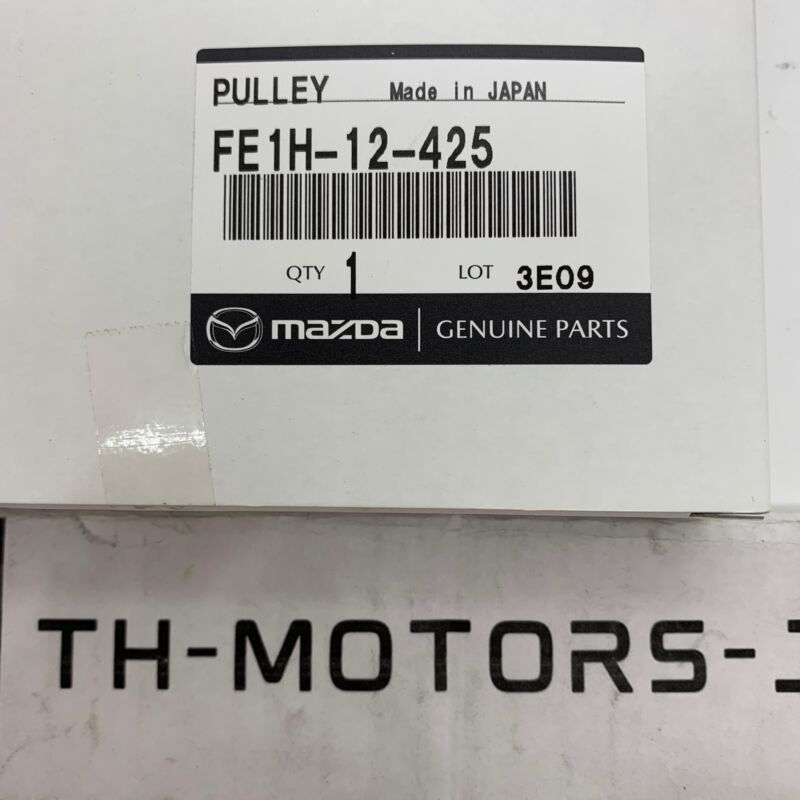 PULLEY Made in JAPAN
FE1H-12-425
QTY 1 LOT 3E09
mazda GENUINE PARTS
TH-MOTORS-